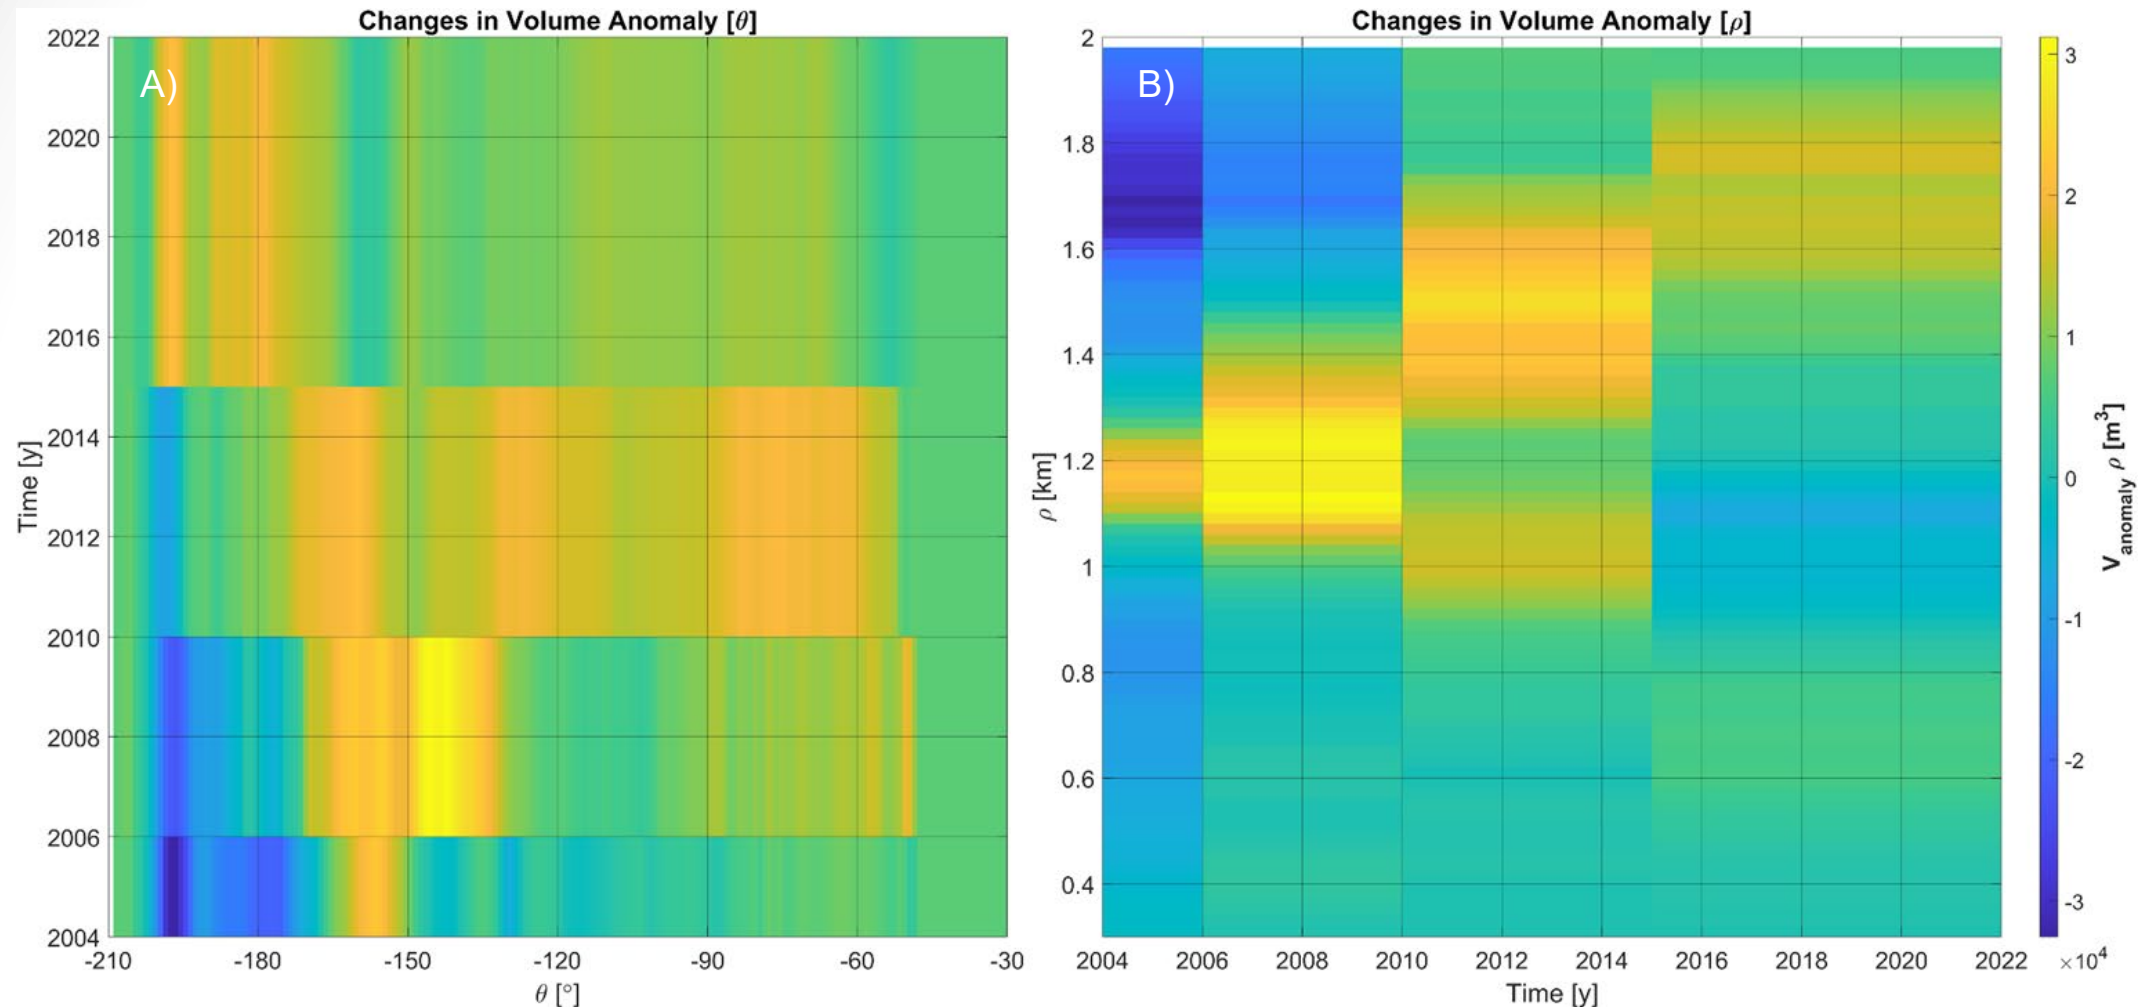 Changes in Volume Anomaly [θ]
A)
2022
2020
2018
2016
2014
2012
2010
2008
2006
2004
Time [y]
-210 -180 -150 -120 -90 -60 -30
θ [°]
Changes in Volume Anomaly [ρ]
B)
2
1.8
1.6
1.4
1.2
1
0.8
0.6
0.4
ρ [km]
2004 2006 2008 2010 2012 2014 2016 2018 2020 2022
Time [y]
3
2
1
0
-1
-2
-3
×10⁴
V_anomaly ρ [m³]